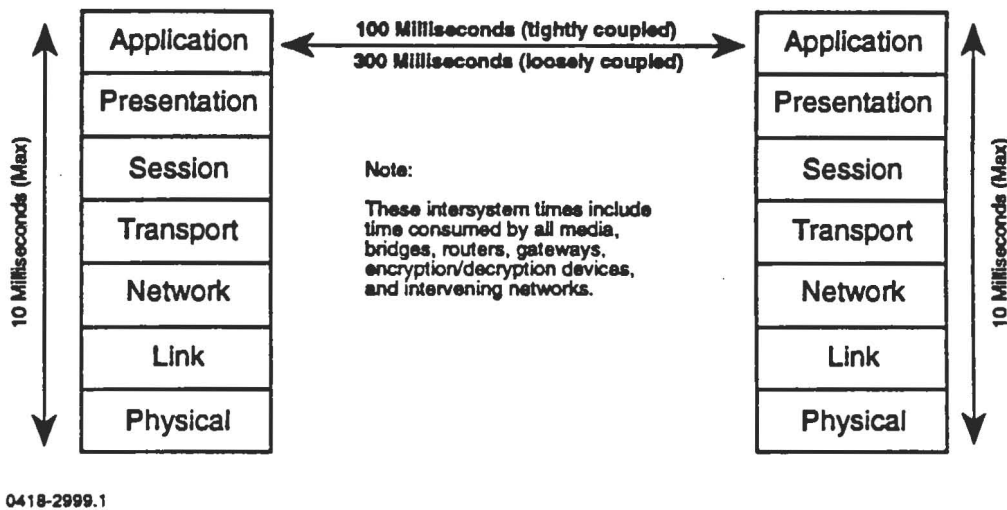 10 Milliseconds (Max)
Application
Presentation
Session
Transport
Network
Link
Physical
100 Milliseconds (tightly coupled)
300 Milliseconds (loosely coupled)
Note:
These intersystem times include
time consumed by all media,
bridges, routers, gateways,
encryption/decryption devices,
and intervening networks.
Application
Presentation
Session
Transport
Network
Link
Physical
10 Milliseconds (Max)
0418-2999.1